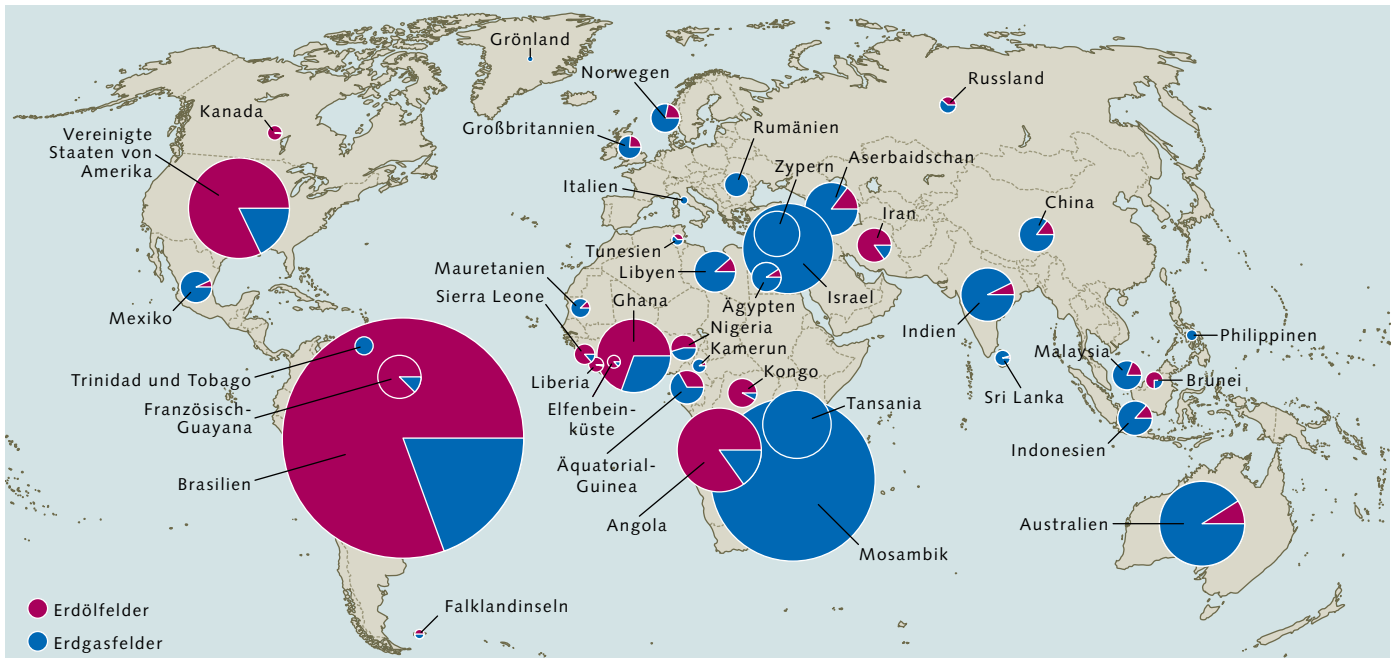 Grönland
Norwegen
Russland
Kanada
Großbritannien
Rumänien
Vereinigte
Staaten von
Amerika
Aserbaidschan
Zypern
Italien
China
Iran
Tunesien
Mauretanien
Libyen
Sierra Leone
Ghana
Ägypten
Israel
Mexiko
Nigeria
Indien
Philippinen
Kamerun
Malaysia
Trinidad und Tobago
Liberia
Kongo
Brunei
Sri Lanka
Französisch-
Guayana
Elfenbein-
küste
Tansania
Indonesien
Äquatorial-
Guinea
Brasilien
Angola
Australien
Mosambik
Erdölfelder
Falklandinseln
Erdgasfelder